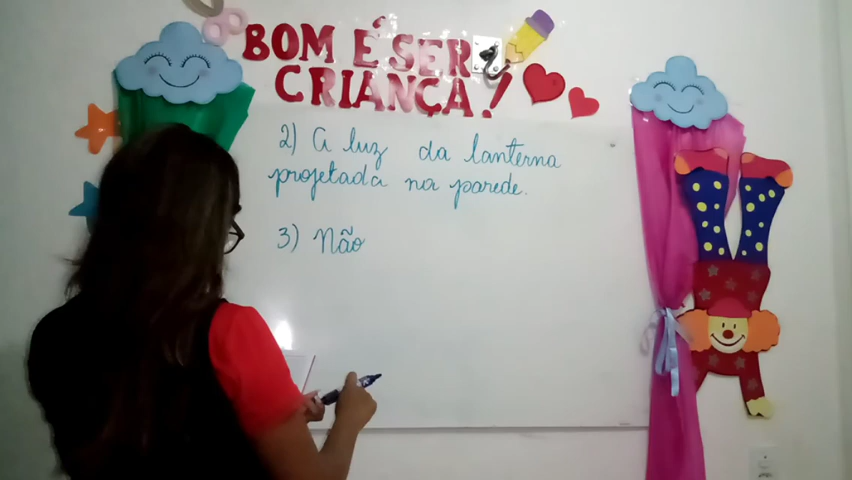 BOM É SER
CRIANÇA!
2) A luz da lanterna
projetada na parede.
3) Não